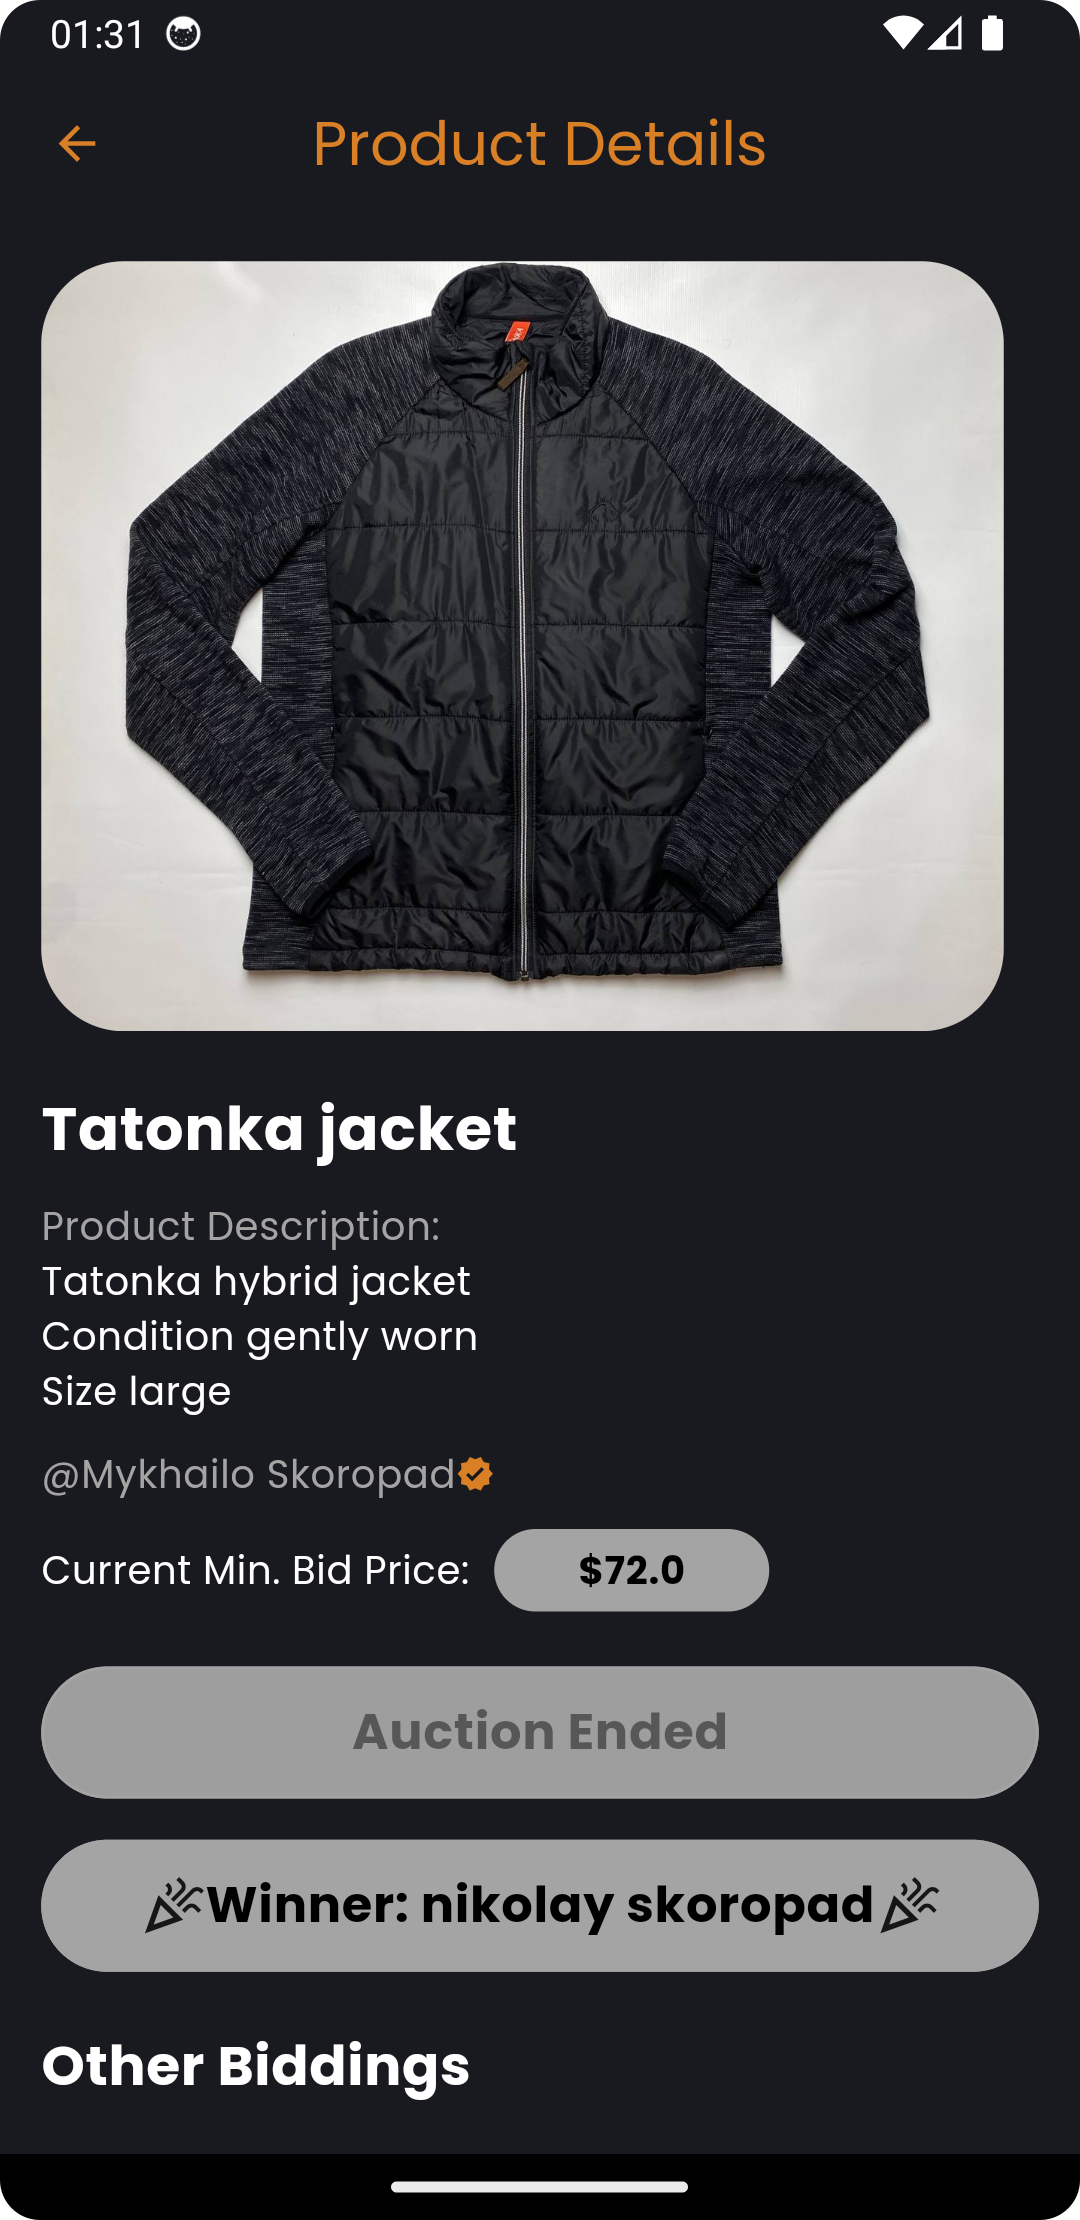 01:31
Product Details
Tatonka jacket
Product Description:
Tatonka hybrid jacket
Condition gently worn
Size large
@Mykhailo Skoropad
Current Min. Bid Price: $72.0
Auction Ended
Winner: nikolay skoropad
Other Biddings